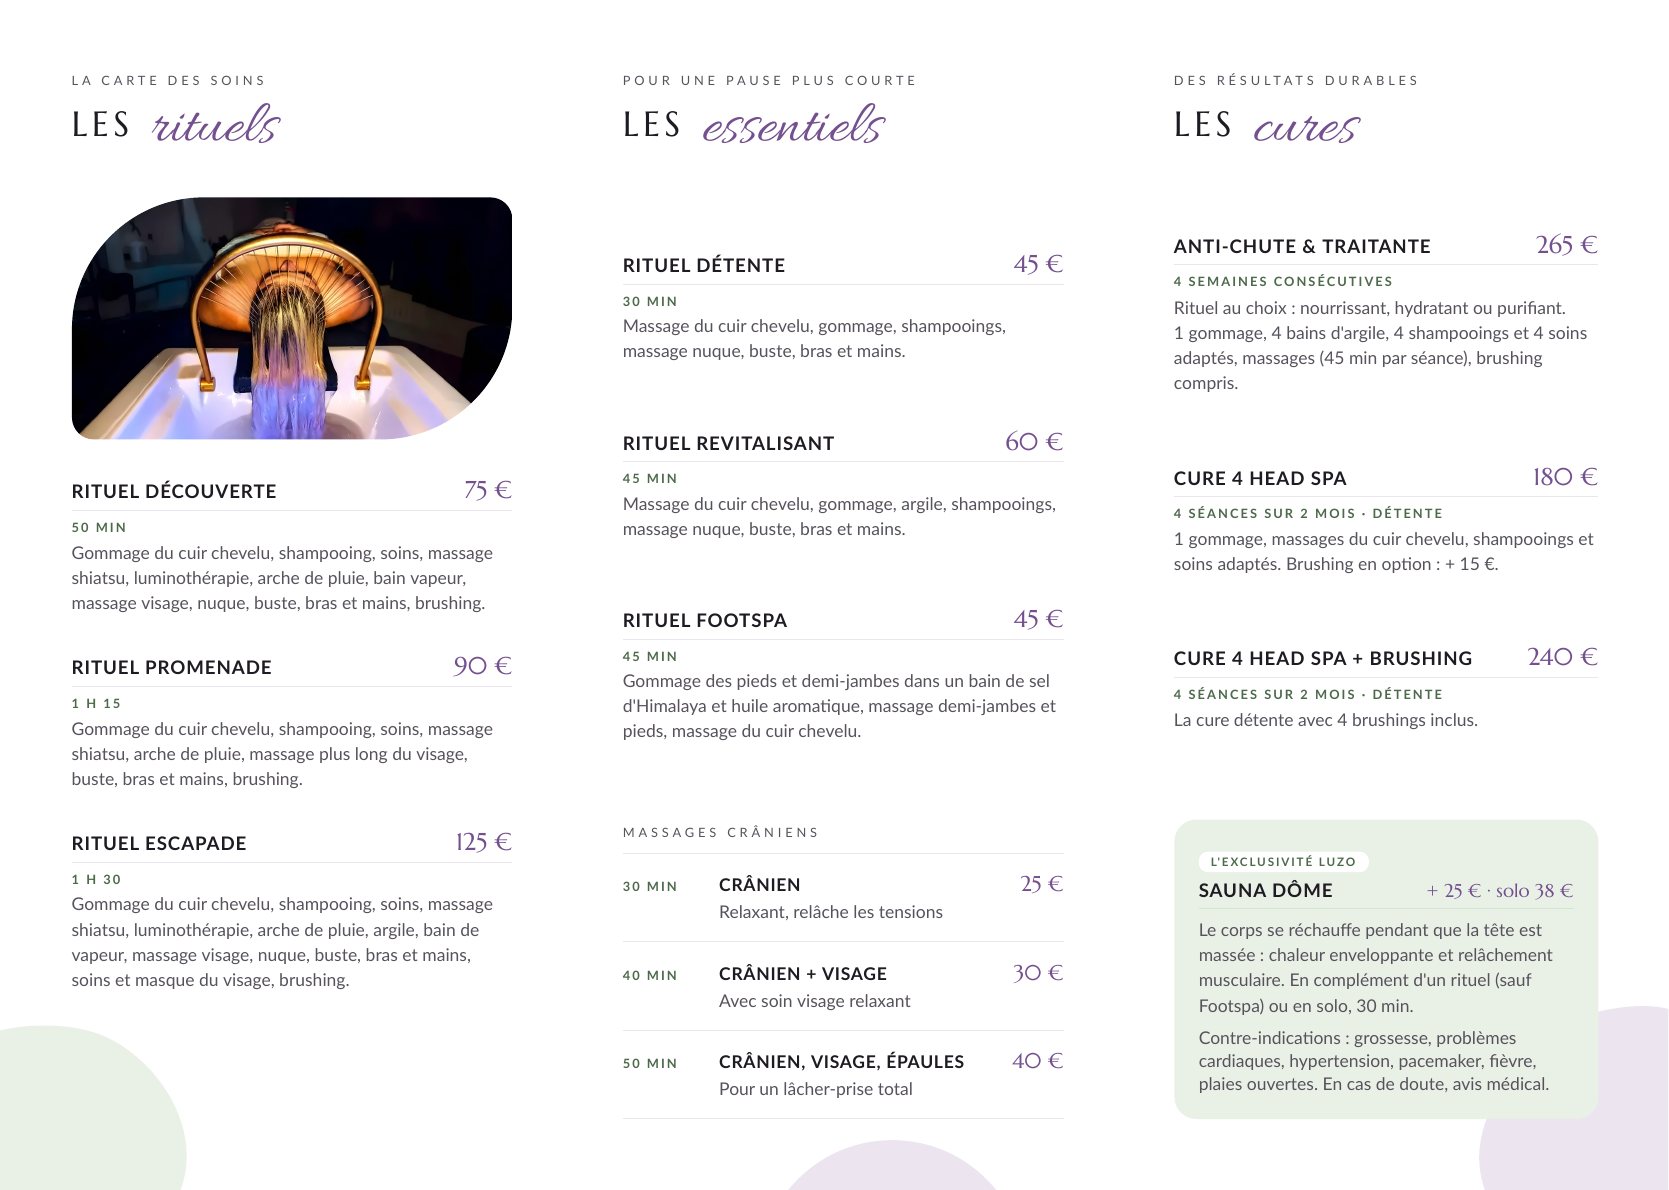 LA CARTE DES SOINS
LES rituels
RITUEL DÉCOUVERTE 75 €
50 MIN
Gommage du cuir chevelu, shampooing, soins, massage
shiatsu, luminothérapie, arche de pluie, bain vapeur,
massage visage, nuque, buste, bras et mains, brushing.
RITUEL PROMENADE 90 €
1 H 15
Gommage du cuir chevelu, shampooing, soins, massage
shiatsu, arche de pluie, massage plus long du visage,
buste, bras et mains, brushing.
RITUEL ESCAPADE 125 €
1 H 30
Gommage du cuir chevelu, shampooing, soins, massage
shiatsu, luminothérapie, arche de pluie, argile, bain de
vapeur, massage visage, nuque, buste, bras et mains,
soins et masque du visage, brushing.
POUR UNE PAUSE PLUS COURTE
LES essentiels
RITUEL DÉTENTE 45 €
30 MIN
Massage du cuir chevelu, gommage, shampooings,
massage nuque, buste, bras et mains.
RITUEL REVITALISANT 60 €
45 MIN
Massage du cuir chevelu, gommage, argile, shampooings,
massage nuque, buste, bras et mains.
RITUEL FOOTSPA 45 €
45 MIN
Gommage des pieds et demi-jambes dans un bain de sel
d'Himalaya et huile aromatique, massage demi-jambes et
pieds, massage du cuir chevelu.
MASSAGES CRÂNIENS
30 MIN CRÂNIEN 25 €
Relaxant, relâche les tensions
40 MIN CRÂNIEN + VISAGE 30 €
Avec soin visage relaxant
50 MIN CRÂNIEN, VISAGE, ÉPAULES 40 €
Pour un lâcher-prise total
DES RÉSULTATS DURABLES
LES cures
ANTI-CHUTE & TRAITANTE 265 €
4 SEMAINES CONSÉCUTIVES
Rituel au choix : nourrissant, hydratant ou purifiant.
1 gommage, 4 bains d'argile, 4 shampooings et 4 soins
adaptés, massages (45 min par séance), brushing
compris.
CURE 4 HEAD SPA 180 €
4 SÉANCES SUR 2 MOIS · DÉTENTE
1 gommage, massages du cuir chevelu, shampooings et
soins adaptés. Brushing en option : + 15 €.
CURE 4 HEAD SPA + BRUSHING 240 €
4 SÉANCES SUR 2 MOIS · DÉTENTE
La cure détente avec 4 brushings inclus.
L'EXCLUSIVITÉ LUZO
SAUNA DÔME + 25 € · solo 38 €
Le corps se réchauffe pendant que la tête est
massée : chaleur enveloppante et relâchement
musculaire. En complément d'un rituel (sauf
Footspa) ou en solo, 30 min.
Contre-indications : grossesse, problèmes
cardiaques, hypertension, pacemaker, fièvre,
plaies ouvertes. En cas de doute, avis médical.